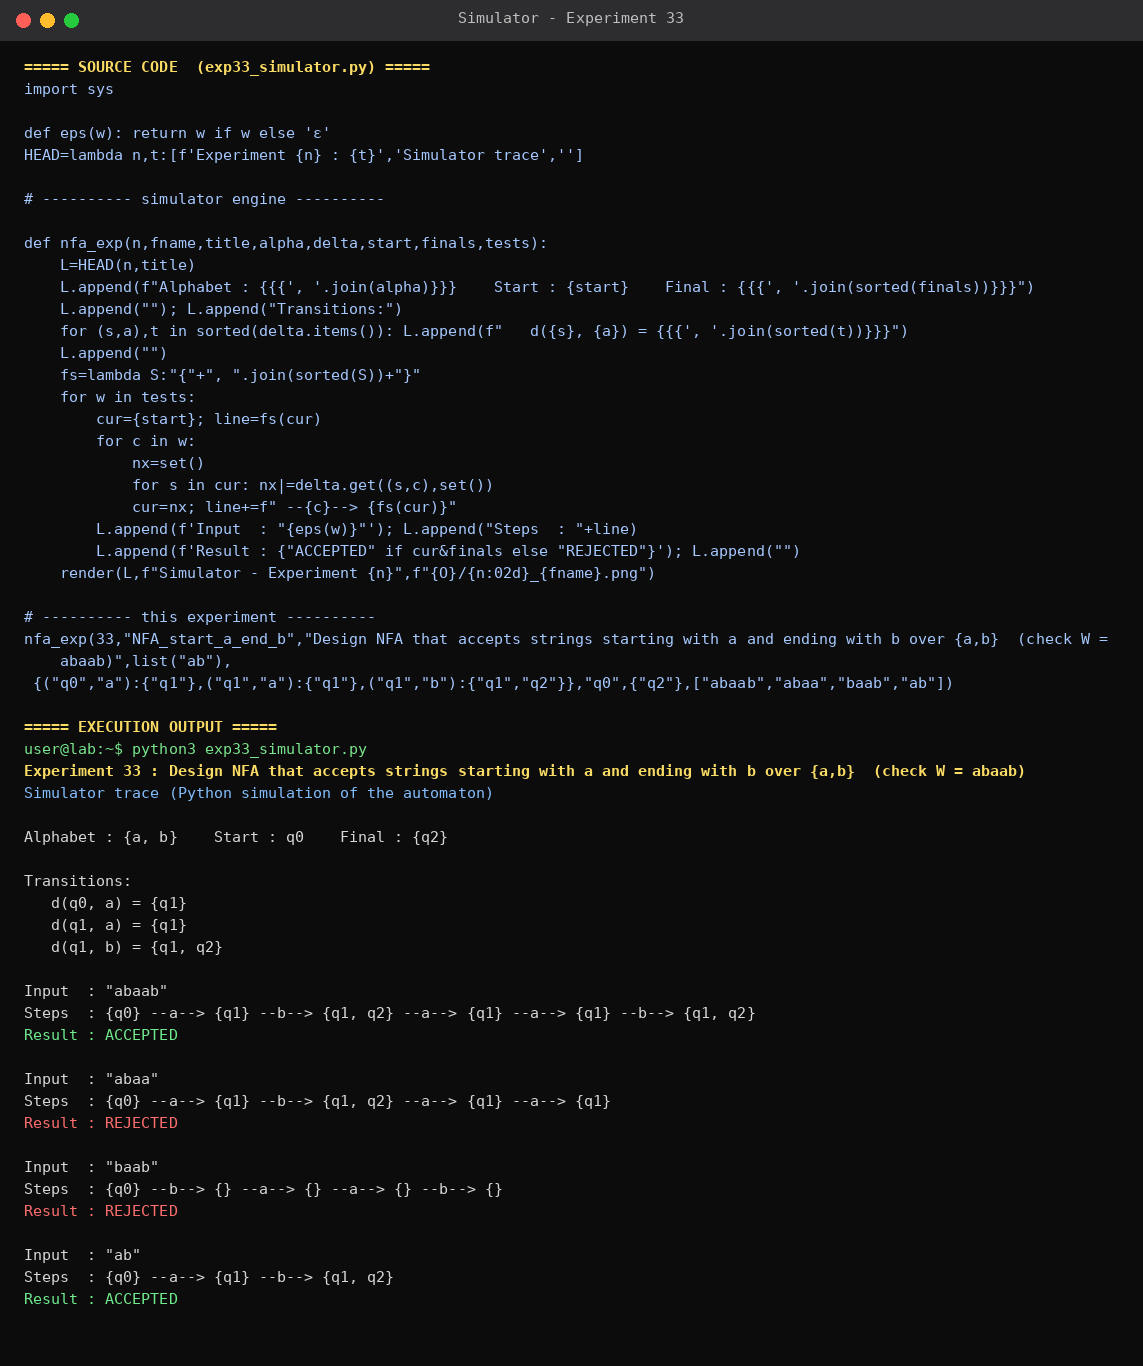 Simulator - Experiment 33
===== SOURCE CODE  (exp33_simulator.py) =====
import sys

def eps(w): return w if w else 'ε'
HEAD=lambda n,t:[f'Experiment {n} : {t}','Simulator trace','']

# ---------- simulator engine ----------

def nfa_exp(n,fname,title,alpha,delta,start,finals,tests):
    L=HEAD(n,title)
    L.append(f"Alphabet : {{{', '.join(alpha)}}}    Start : {start}    Final : {{{', '.join(sorted(finals))}}}")
    L.append(""); L.append("Transitions:")
    for (s,a),t in sorted(delta.items()): L.append(f"   d({s}, {a}) = {{{', '.join(sorted(t))}}}")
    L.append("")
    fs=lambda S:"{"+", ".join(sorted(S))+"}"
    for w in tests:
        cur={start}; line=fs(cur)
        for c in w:
            nx=set()
            for s in cur: nx|=delta.get((s,c),set())
            cur=nx; line+=f" --{c}--> {fs(cur)}"
        L.append(f'Input  : "{eps(w)}"'); L.append("Steps  : "+line)
        L.append(f'Result : {"ACCEPTED" if cur&finals else "REJECTED"}'); L.append("")
    render(L,f"Simulator - Experiment {n}",f"{O}/{n:02d}_{fname}.png")

# ---------- this experiment ----------
nfa_exp(33,"NFA_start_a_end_b","Design NFA that accepts strings starting with a and ending with b over {a,b}  (check W =
    abaab)",list("ab"),
 {("q0","a"):{"q1"},("q1","a"):{"q1"},("q1","b"):{"q1","q2"}},"q0",{"q2"},["abaab","abaa","baab","ab"])

===== EXECUTION OUTPUT =====
user@lab:~$ python3 exp33_simulator.py
Experiment 33 : Design NFA that accepts strings starting with a and ending with b over {a,b}  (check W = abaab)
Simulator trace (Python simulation of the automaton)

Alphabet : {a, b}    Start : q0    Final : {q2}

Transitions:
   d(q0, a) = {q1}
   d(q1, a) = {q1}
   d(q1, b) = {q1, q2}

Input  : "abaab"
Steps  : {q0} --a--> {q1} --b--> {q1, q2} --a--> {q1} --a--> {q1} --b--> {q1, q2}
Result : ACCEPTED

Input  : "abaa"
Steps  : {q0} --a--> {q1} --b--> {q1, q2} --a--> {q1} --a--> {q1}
Result : REJECTED

Input  : "baab"
Steps  : {q0} --b--> {} --a--> {} --a--> {} --b--> {}
Result : REJECTED

Input  : "ab"
Steps  : {q0} --a--> {q1} --b--> {q1, q2}
Result : ACCEPTED